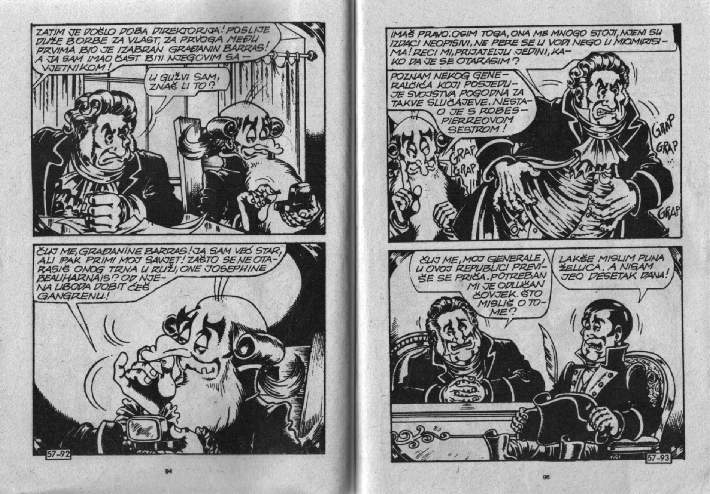 ZATIM JE DOŠLO DOBA DIREKTORIJA! POSLIJE
DUŽE BORBE ZA VLAST, ZA PRVOGA MEĐU
PRVIMA BIO JE IZABRAN GRAĐANIN BARRAS!
A JA SAM IMAO ČAST BITI NJEGOVIM SA-
VJETNIKOM!
U GUŽVI SAM,
ZNAŠ LI TO?
ČUJ ME, GRAĐANINE BARRAS! JA SAM VEĆ STAR,
ALI IPAK PRIMI MOJ SAVJET! ZAŠTO SE NE OTA-
RASIŠ ONOG TRNA U RUŽI, ONE JOSEPHINE
BEAUHARNAIS? OD NJE-
NA UBODA DOBIT ĆEŠ
GANGRENU!
57-92
94
IMAŠ PRAVO. OSIM TOGA, ONA ME MNOGO STOJI, NJENI SU
IZDACI NEOPISIVI, NE PERE SE U VODI NEGO U MIOMIRISI-
MA! RECI MI, PRIJATELJU JEDINI, KA-
KO DA JE SE OTARASIM?
POZNAM NEKOG GENE-
RALČIĆA KOJI POSJEDU-
JE SVOJSTVA POGODNA ZA
TAKVE SLUČAJEVE. NESTA-
O JE S ROBES-
PIERREOVOM
SESTROM!
GRAP
GRAP
GRAP
GRAP
GRAP
ČUJ ME, MOJ GENERALE,
U OVOJ REPUBLICI PREVI-
ŠE SE PRIČA. POTREBAN
MI JE ODLUČAN
ČOVJEK. ŠTO
MISLIŠ O TO-
ME?
LAKŠE MISLIM PUNA
ŽELUCA, A NISAM
JEO DESETAK DANA!
57-93